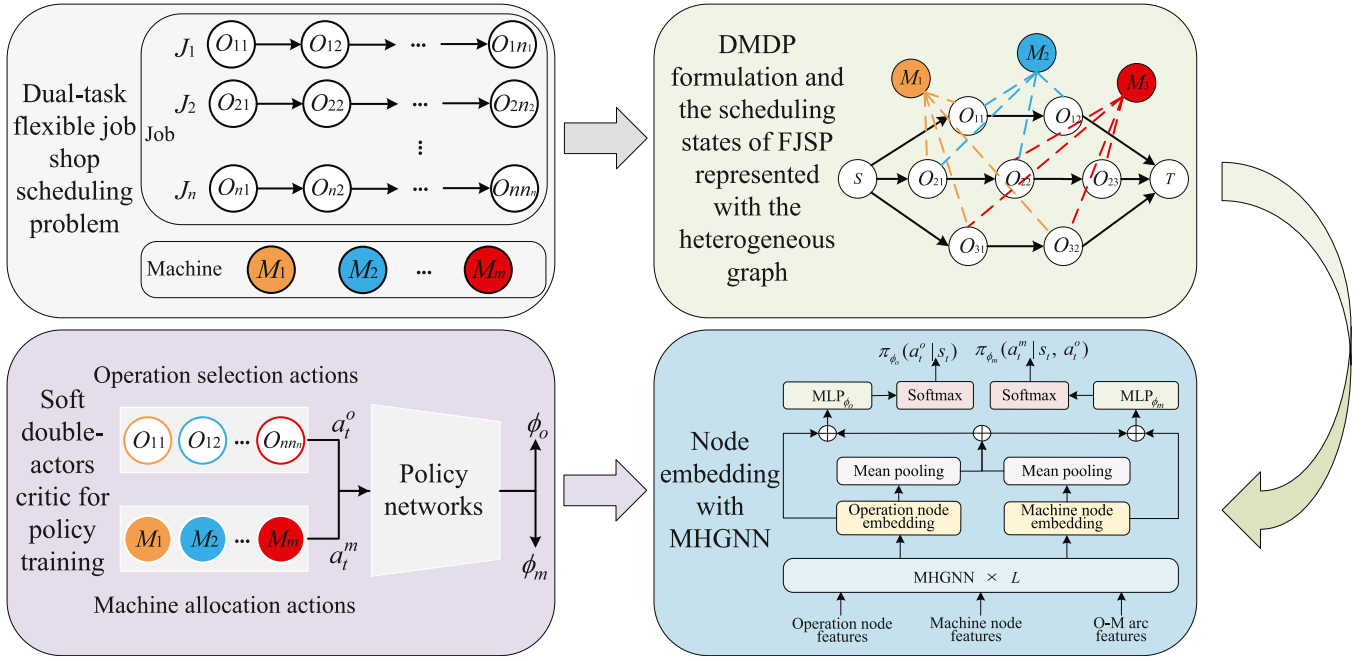 Dual-task
flexible job
shop
scheduling
problem
Job
J1 O11 O12 ... O1n1
J2 O21 O22 ... O2n2
⋮
Jn On1 On2 ... Onnn
Machine M1 M2 ... Mm
DMDP
formulation and
the scheduling
states of FJSP
represented
with the
heterogeneous
graph
M1 M2 M3
O11 O12
S O21 O22 O23 T
O31 O32
Soft
double-
actors
critic for
policy
training
Operation selection actions
O11 O12 ... Onnn
a_t^o
M1 M2 ... Mm
a_t^m
Machine allocation actions
Policy
networks
ϕo
ϕm
Node
embedding
with
MHGNN
πϕo(a_t^o|s_t) πϕm(a_t^m|s_t, a_t^o)
MLPϕo Softmax Softmax MLPϕm
Mean pooling Mean pooling
Operation node
embedding
Machine node
embedding
MHGNN × L
Operation node
features
Machine node
features
O-M arc
features